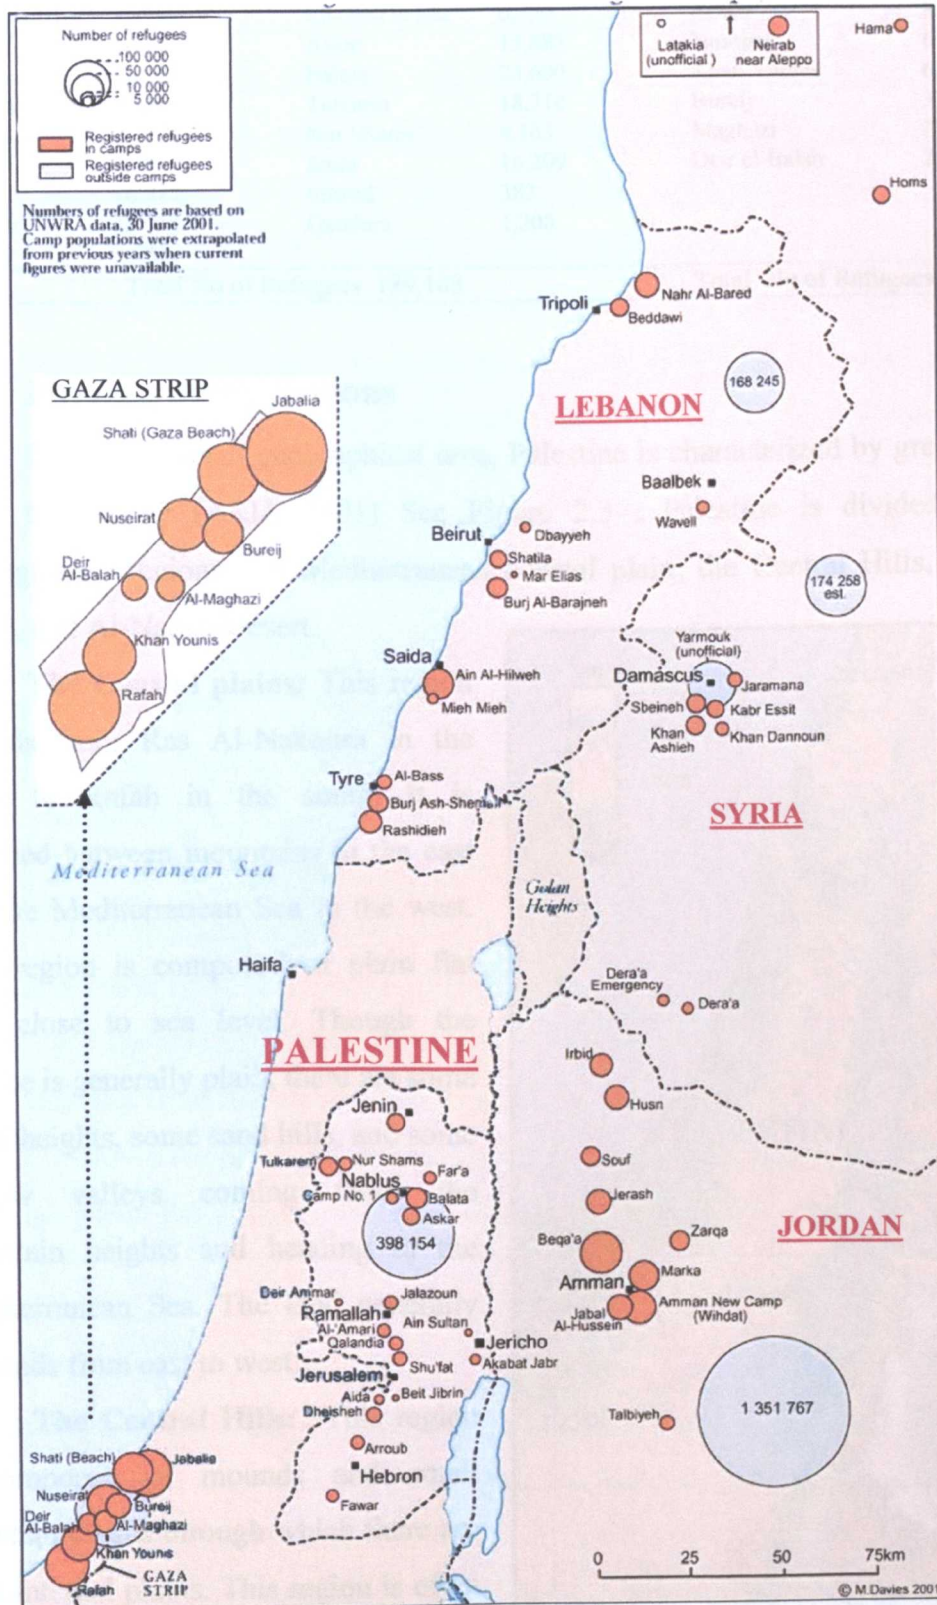 Number of refugees
100 000
50 000
10 000
5 000
Registered refugees
in camps
Registered refugees
outside camps
Numbers of refugees are based on
UNWRA data, 30 June 2001.
Camp populations were extrapolated
from previous years when current
figures were unavailable.
Latakia
(unofficial )
Neirab
near Aleppo
Hama
Homs
Nahr Al-Bared
Tripoli
Beddawi
GAZA STRIP
Jabalia
Shati (Gaza Beach)
Nuseirat
Bureij
Deir
Al-Balah
Al-Maghazi
Khan Younis
Rafah
168 245
LEBANON
Baalbek
Wavell
Dbayyeh
Beirut
Shatila
Mar Elias
Burj Al-Barajneh
174 258
est.
Yarmouk
(unofficial)
Saida
Ain Al-Hilweh
Mieh Mieh
Damascus
Jaramana
Sbeineh
Kabr Essit
Khan
Ashieh
Khan Dannoun
Tyre
Al-Bass
Burj Ash-Shemali
Rashidieh
SYRIA
Mediterranean Sea
Golan
Heights
Haifa
Dera'a
Emergency
Dera'a
PALESTINE
Irbid
Husn
Jenin
Tulkarem
Nur Shams
Far'a
Nablus
Camp No. 1
Balata
Askar
398 154
Souf
Jerash
JORDAN
Zarqa
Beqa'a
Marka
Amman
Amman New Camp
(Wihdat)
Jabal
Al-Hussein
Deir Ammar
Jalazoun
Ramallah
Ain Sultan
Al-'Amari
Qalandia
Jericho
Shu'fat
Akabat Jabr
Jerusalem
Aida
Beit Jibrin
Dheisheh
Arroub
Hebron
Fawar
1 351 767
Talbiyeh
Shati (Beach)
Jabalia
Nuseirat
Bureij
Deir
Al-Balah
Al-Maghazi
Khan Younis
Rafah
GAZA
STRIP
0 25 50 75km
© M.Davies 2001